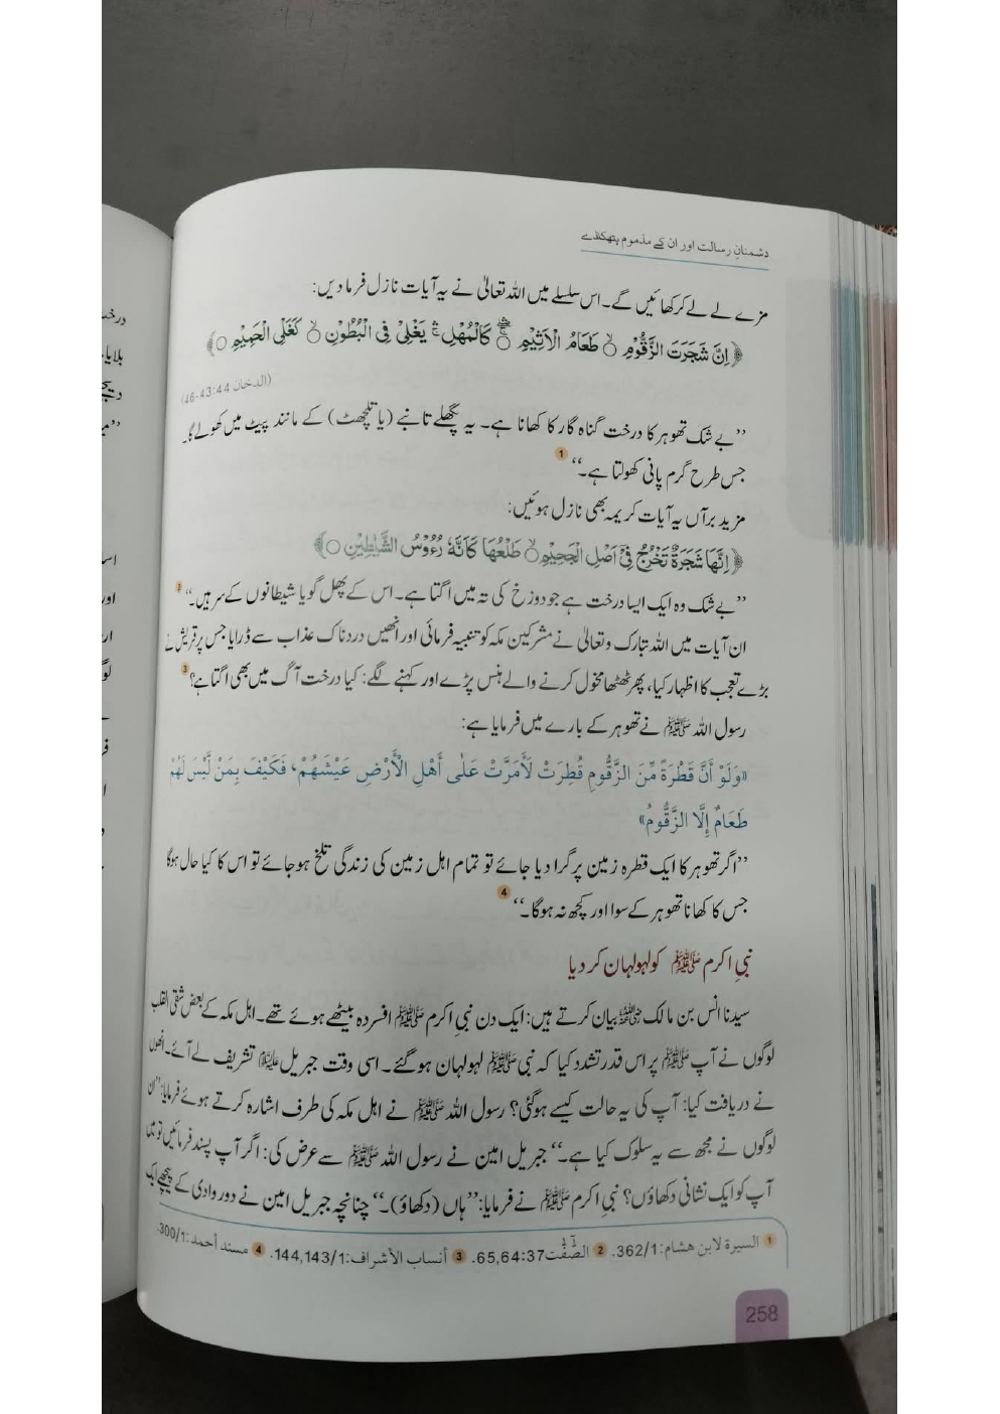 دشمنانِ رسالت اور ان کے مذموم ہتھکنڈے
مزے لے لے کر کھائیں گے۔ اس سلسلے میں اللہ تعالیٰ نے یہ آیات نازل فرما دیں:
﴿اِنَّ شَجَرَتَ الزَّقُّوْمِ ۙ طَعَامُ الْاَثِيْمِ ۛۚ كَالْمُهْلِ ۛۚ يَغْلِيْ فِي الْبُطُوْنِ ۙ كَغَلْيِ الْحَمِيْمِ ○﴾
(الدخان 44:43-46)
’’بے شک تھوہر کا درخت گناہ گار کا کھانا ہے۔ یہ پگھلے تانبے (یا تلچھٹ) کے مانند پیٹ میں کھولے گا۔
جس طرح گرم پانی کھولتا ہے۔‘‘ 1
مزید برآں یہ آیات کریمہ بھی نازل ہوئیں:
﴿اِنَّهَا شَجَرَةٌ تَخْرُجُ فِيْٓ اَصْلِ الْجَحِيْمِ ۙ طَلْعُهَا كَاَنَّهٗ رُءُوْسُ الشَّيٰطِيْنِ ○﴾
’’بے شک وہ ایک ایسا درخت ہے جو دوزخ کی تہ میں اگتا ہے۔ اس کے پھل گویا شیطانوں کے سر ہیں۔‘‘ 2
ان آیات میں اللہ تبارک و تعالیٰ نے مشرکین مکہ کو تنبیہ فرمائی اور انھیں دردناک عذاب سے ڈرایا جس پر قریش نے
بڑے تعجب کا اظہار کیا، پھر ٹھٹھا مخول کرنے والے ہنس پڑے اور کہنے لگے: کیا درخت آگ میں بھی اگتا ہے؟ 3
رسول اللہ ﷺ نے تھوہر کے بارے میں فرمایا ہے:
«وَلَوْ أَنَّ قَطْرَةً مِّنَ الزَّقُّومِ قُطِرَتْ لَأَمَرَّتْ عَلٰى أَهْلِ الْأَرْضِ عَيْشَهُمْ، فَكَيْفَ بِمَنْ لَّيْسَ لَهُمْ
طَعَامٌ إِلَّا الزَّقُّومُ»
’’اگر تھوہر کا ایک قطرہ زمین پر گرا دیا جائے تو تمام اہل زمین کی زندگی تلخ ہو جائے تو اس کا کیا حال ہوگا
جس کا کھانا تھوہر کے سوا اور کچھ نہ ہوگا۔‘‘ 4
نبیِ اکرم ﷺ کو لہولہان کر دیا
سیدنا انس بن مالک ؓ بیان کرتے ہیں: ایک دن نبیِ اکرم ﷺ افسردہ بیٹھے ہوئے تھے۔ اہل مکہ کے بعض شقی القلب
لوگوں نے آپ ﷺ پر اس قدر تشدد کیا کہ نبی ﷺ لہولہان ہو گئے۔ اسی وقت جبریل ؑ تشریف لے آئے۔ انھوں
نے دریافت کیا: آپ کی یہ حالت کیسے ہوگئی؟ رسول اللہ ﷺ نے اہل مکہ کی طرف اشارہ کرتے ہوئے فرمایا: ’’ان
لوگوں نے مجھ سے یہ سلوک کیا ہے۔‘‘ جبریل امین نے رسول اللہ ﷺ سے عرض کی: اگر آپ پسند فرمائیں تو میں
آپ کو ایک نشانی دکھاؤں؟ نبیِ اکرم ﷺ نے فرمایا: ’’ہاں (دکھاؤ)۔‘‘ چنانچہ جبریل امین نے دور وادی کے پیچھے ایک
1 السيرة لابن هشام: 362/1. 2 الصّٰفّٰت 65,64:37. 3 أنساب الأشراف: 144,143/1. 4 مسند أحمد: 300/1.
258